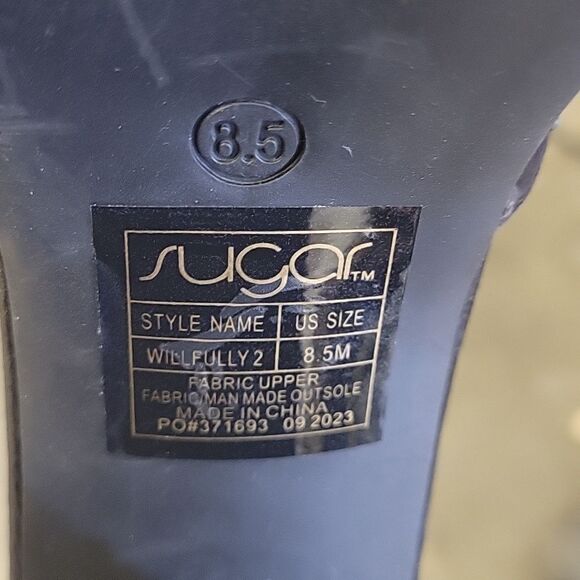 8.5
sugar™
STYLE NAME US SIZE
WILLFULLY 2 8.5M
FABRIC UPPER
FABRIC/MAN MADE OUTSOLE
MADE IN CHINA
PO#371693 09 2023